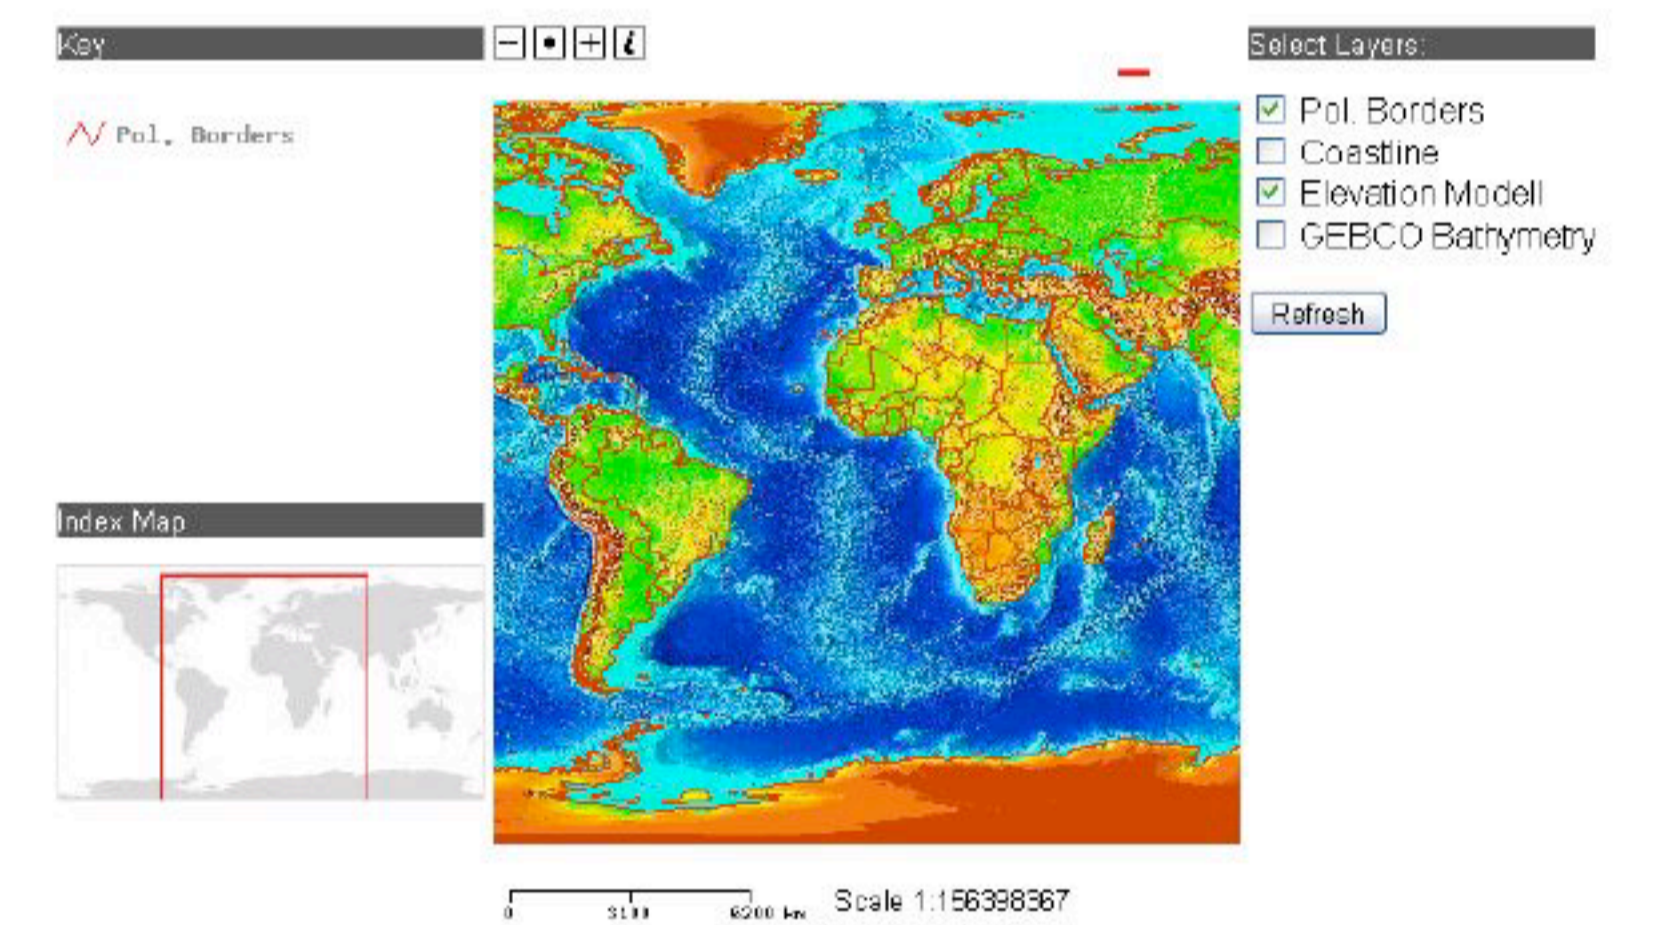 Key
Pol. Borders
Index Map
− • + i
Select Layers:
Pol. Borders
Coastline
Elevation Modell
GEBCO Bathymetry
Refresh
0 3100 6200 km
Scale 1:156398367